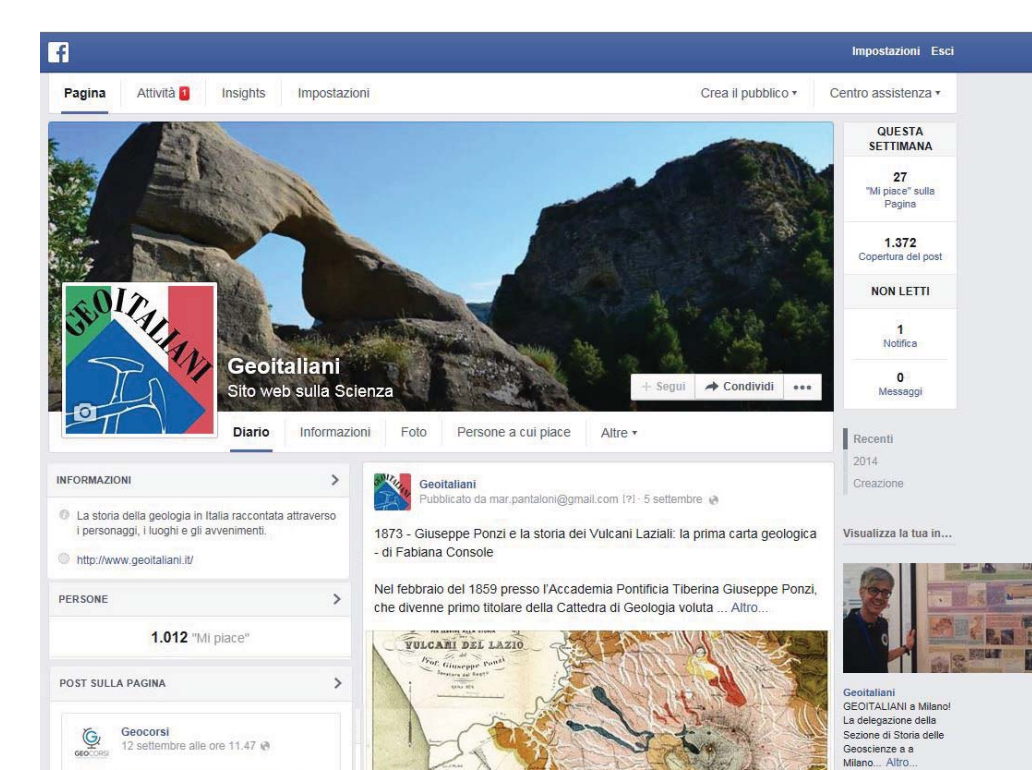 f
Impostazioni Esci
Pagina Attività 1 Insights Impostazioni Crea il pubblico Centro assistenza
GEOITALIANI
Geoitaliani
Sito web sulla Scienza
+ Segui Condividi
Diario Informazioni Foto Persone a cui piace Altre
QUESTA
SETTIMANA
27
"Mi piace" sulla
Pagina
1.372
Copertura del post
NON LETTI
1
Notifica
0
Messaggi
Recenti
2014
Creazione
INFORMAZIONI
La storia della geologia in Italia raccontata attraverso
i personaggi, i luoghi e gli avvenimenti.
http://www.geoitaliani.it/
PERSONE
1.012 "Mi piace"
POST SULLA PAGINA
GEOCORSI
Geocorsi
12 settembre alle ore 11.47
GEOITALIANI
Geoitaliani
Pubblicato da mar.pantaloni@gmail.com [?] · 5 settembre
1873 - Giuseppe Ponzi e la storia dei Vulcani Laziali: la prima carta geologica
- di Fabiana Console
Nel febbraio del 1859 presso l'Accademia Pontificia Tiberina Giuseppe Ponzi,
che divenne primo titolare della Cattedra di Geologia voluta ... Altro...
VULCANI DEL LAZIO
del
Prof. Giuseppe Ponzi
Visualizza la tua in...
Geoitaliani
GEOITALIANI a Milano!
La delegazione della
Sezione di Storia delle
Geoscienze a a
Milano... Altro...